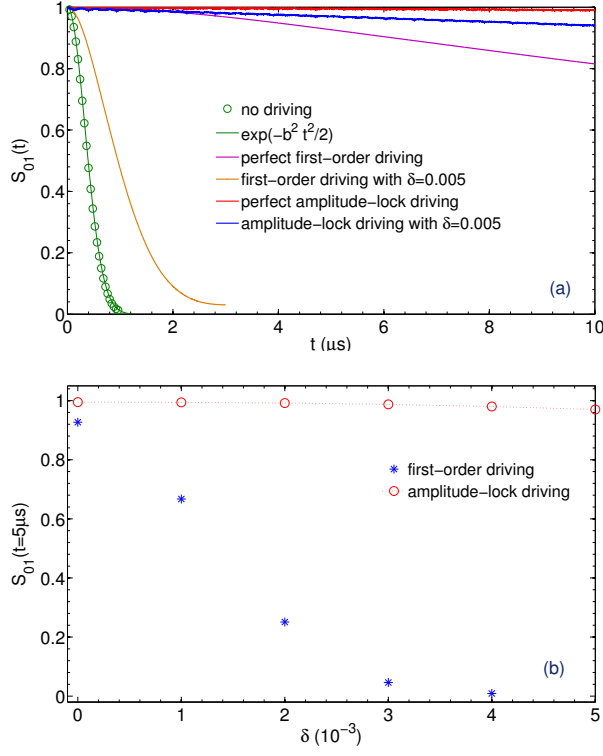 1
0.8
0.6
0.4
0.2
0
S01(t)
no driving
exp(−b² t²/2)
perfect first−order driving
first−order driving with δ=0.005
perfect amplitude−lock driving
amplitude−lock driving with δ=0.005
(a)
0 2 4 6 8 10
t (μs)
1
0.8
0.6
0.4
0.2
0
S01(t=5μs)
first−order driving
amplitude−lock driving
(b)
0 1 2 3 4 5
δ (10⁻³)